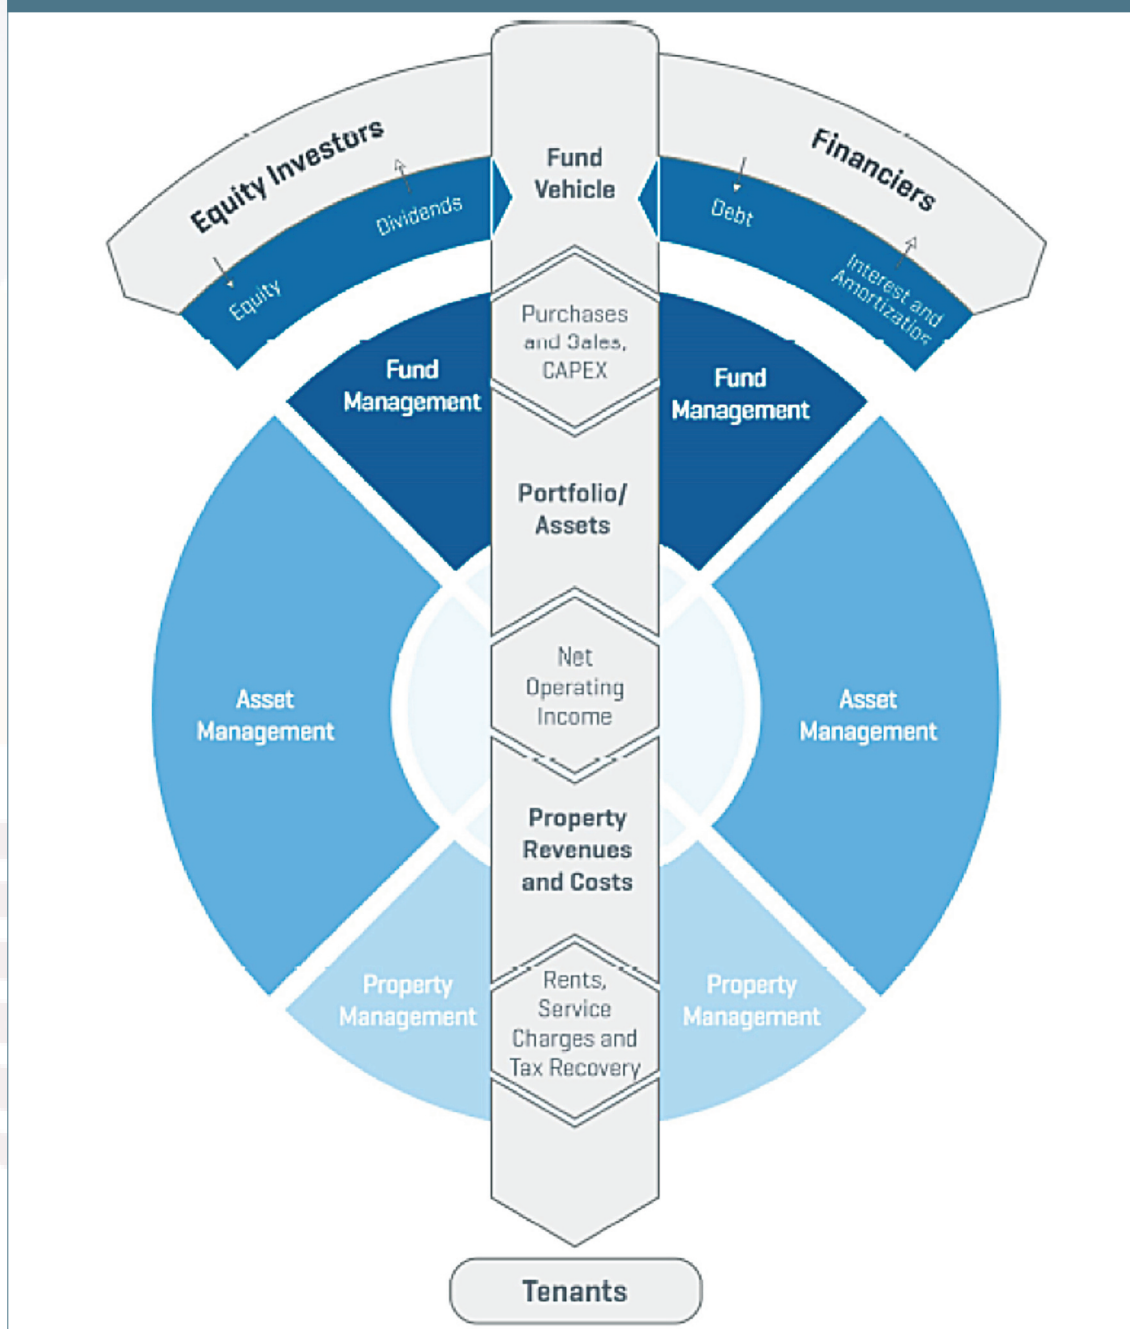 Fund
Vehicle
Equity Investors
Dividends
Equity
Financiers
Debt
Interest and
Amortization
Purchases
and Sales,
CAPEX
Fund
Management
Fund
Management
Portfolio/
Assets
Net
Operating
Income
Asset
Management
Asset
Management
Property
Revenues
and Costs
Property
Management
Rents,
Service
Charges and
Tax Recovery
Property
Management
Tenants